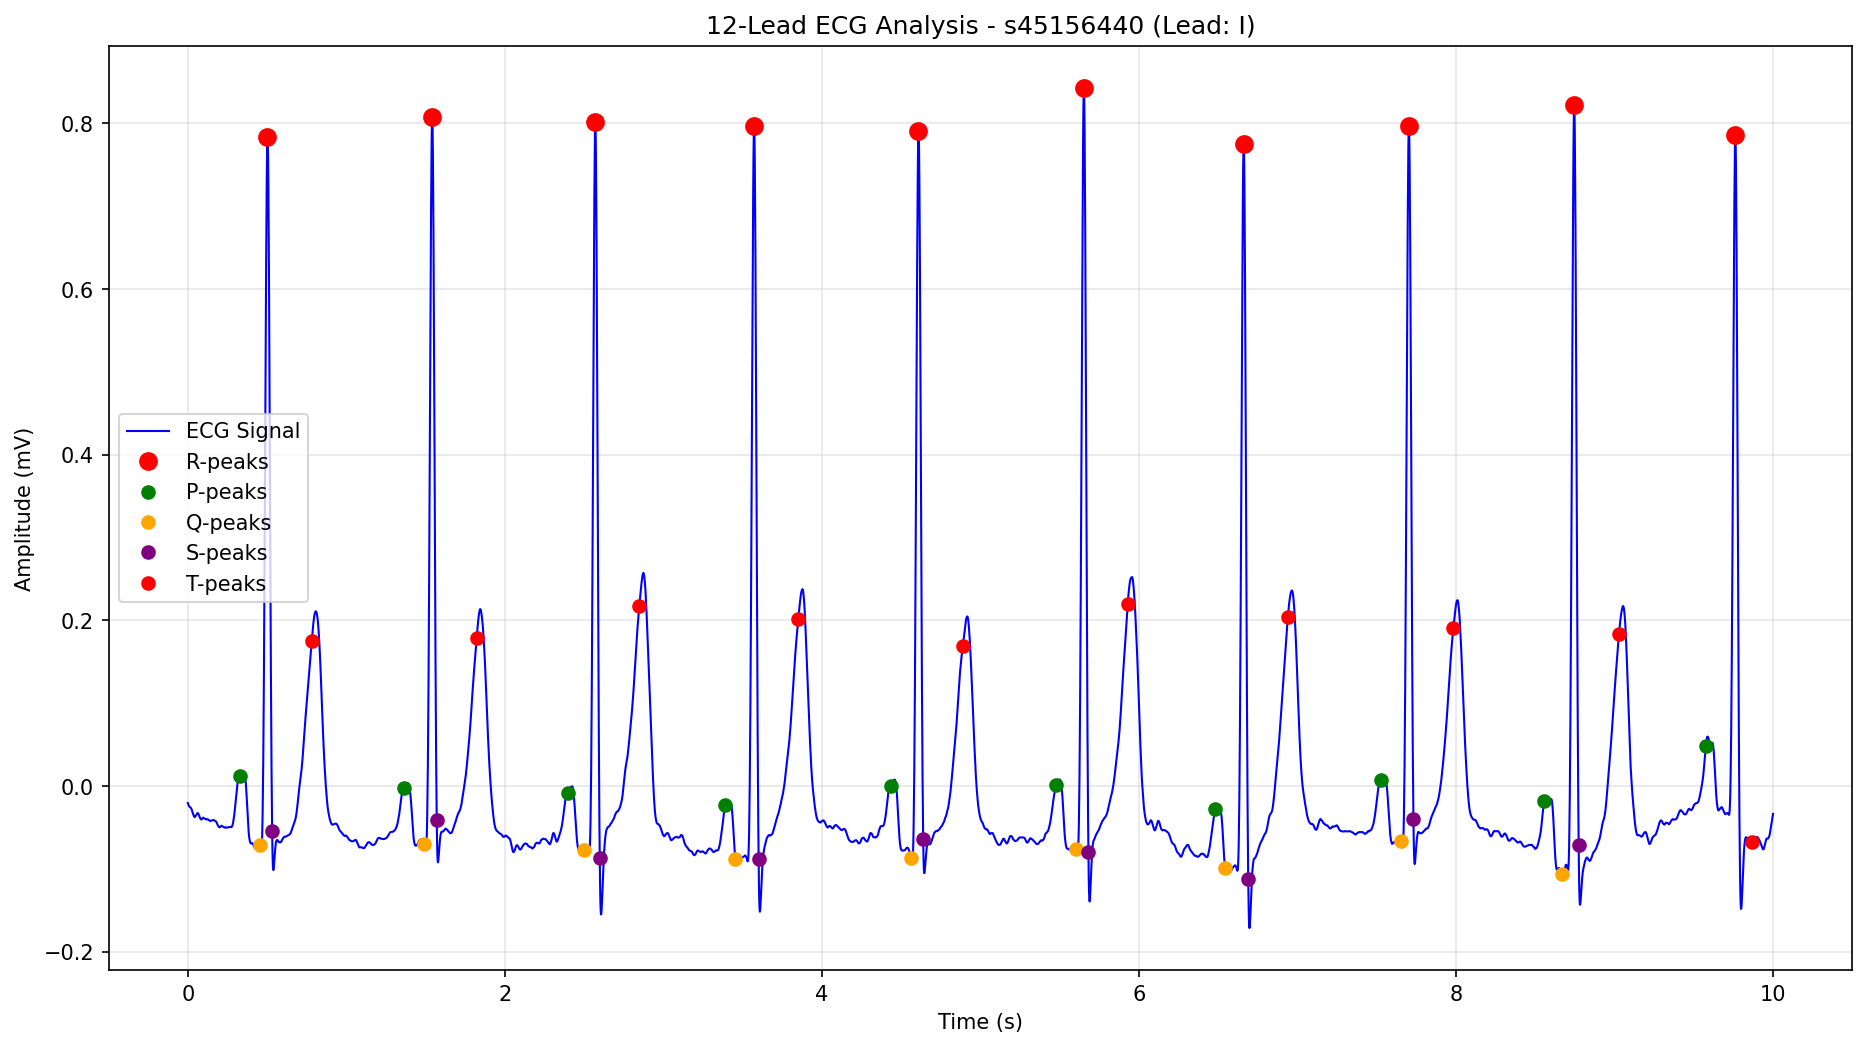 12-Lead ECG Analysis - s45156440 (Lead: I)
Amplitude (mV)
0.8
0.6
0.4
0.2
0.0
−0.2
ECG Signal
R-peaks
P-peaks
Q-peaks
S-peaks
T-peaks
0 2 4 6 8 10
Time (s)